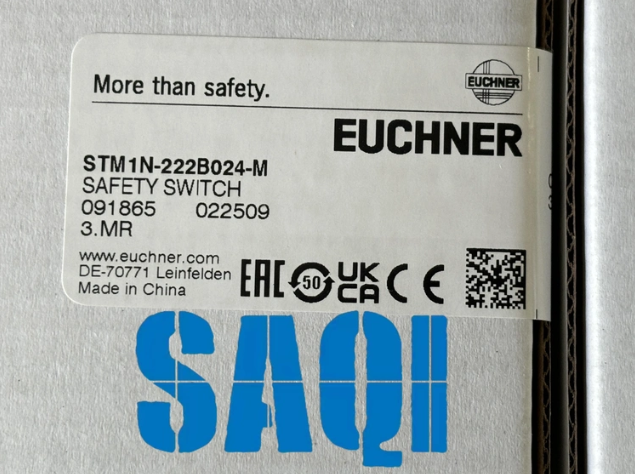 More than safety.
EUCHNER
EUCHNER
STM1N-222B024-M
SAFETY SWITCH
091865 022509
3.MR
www.euchner.com
DE-70771 Leinfelden
Made in China
EAC 50 UK CA CE
SAQI